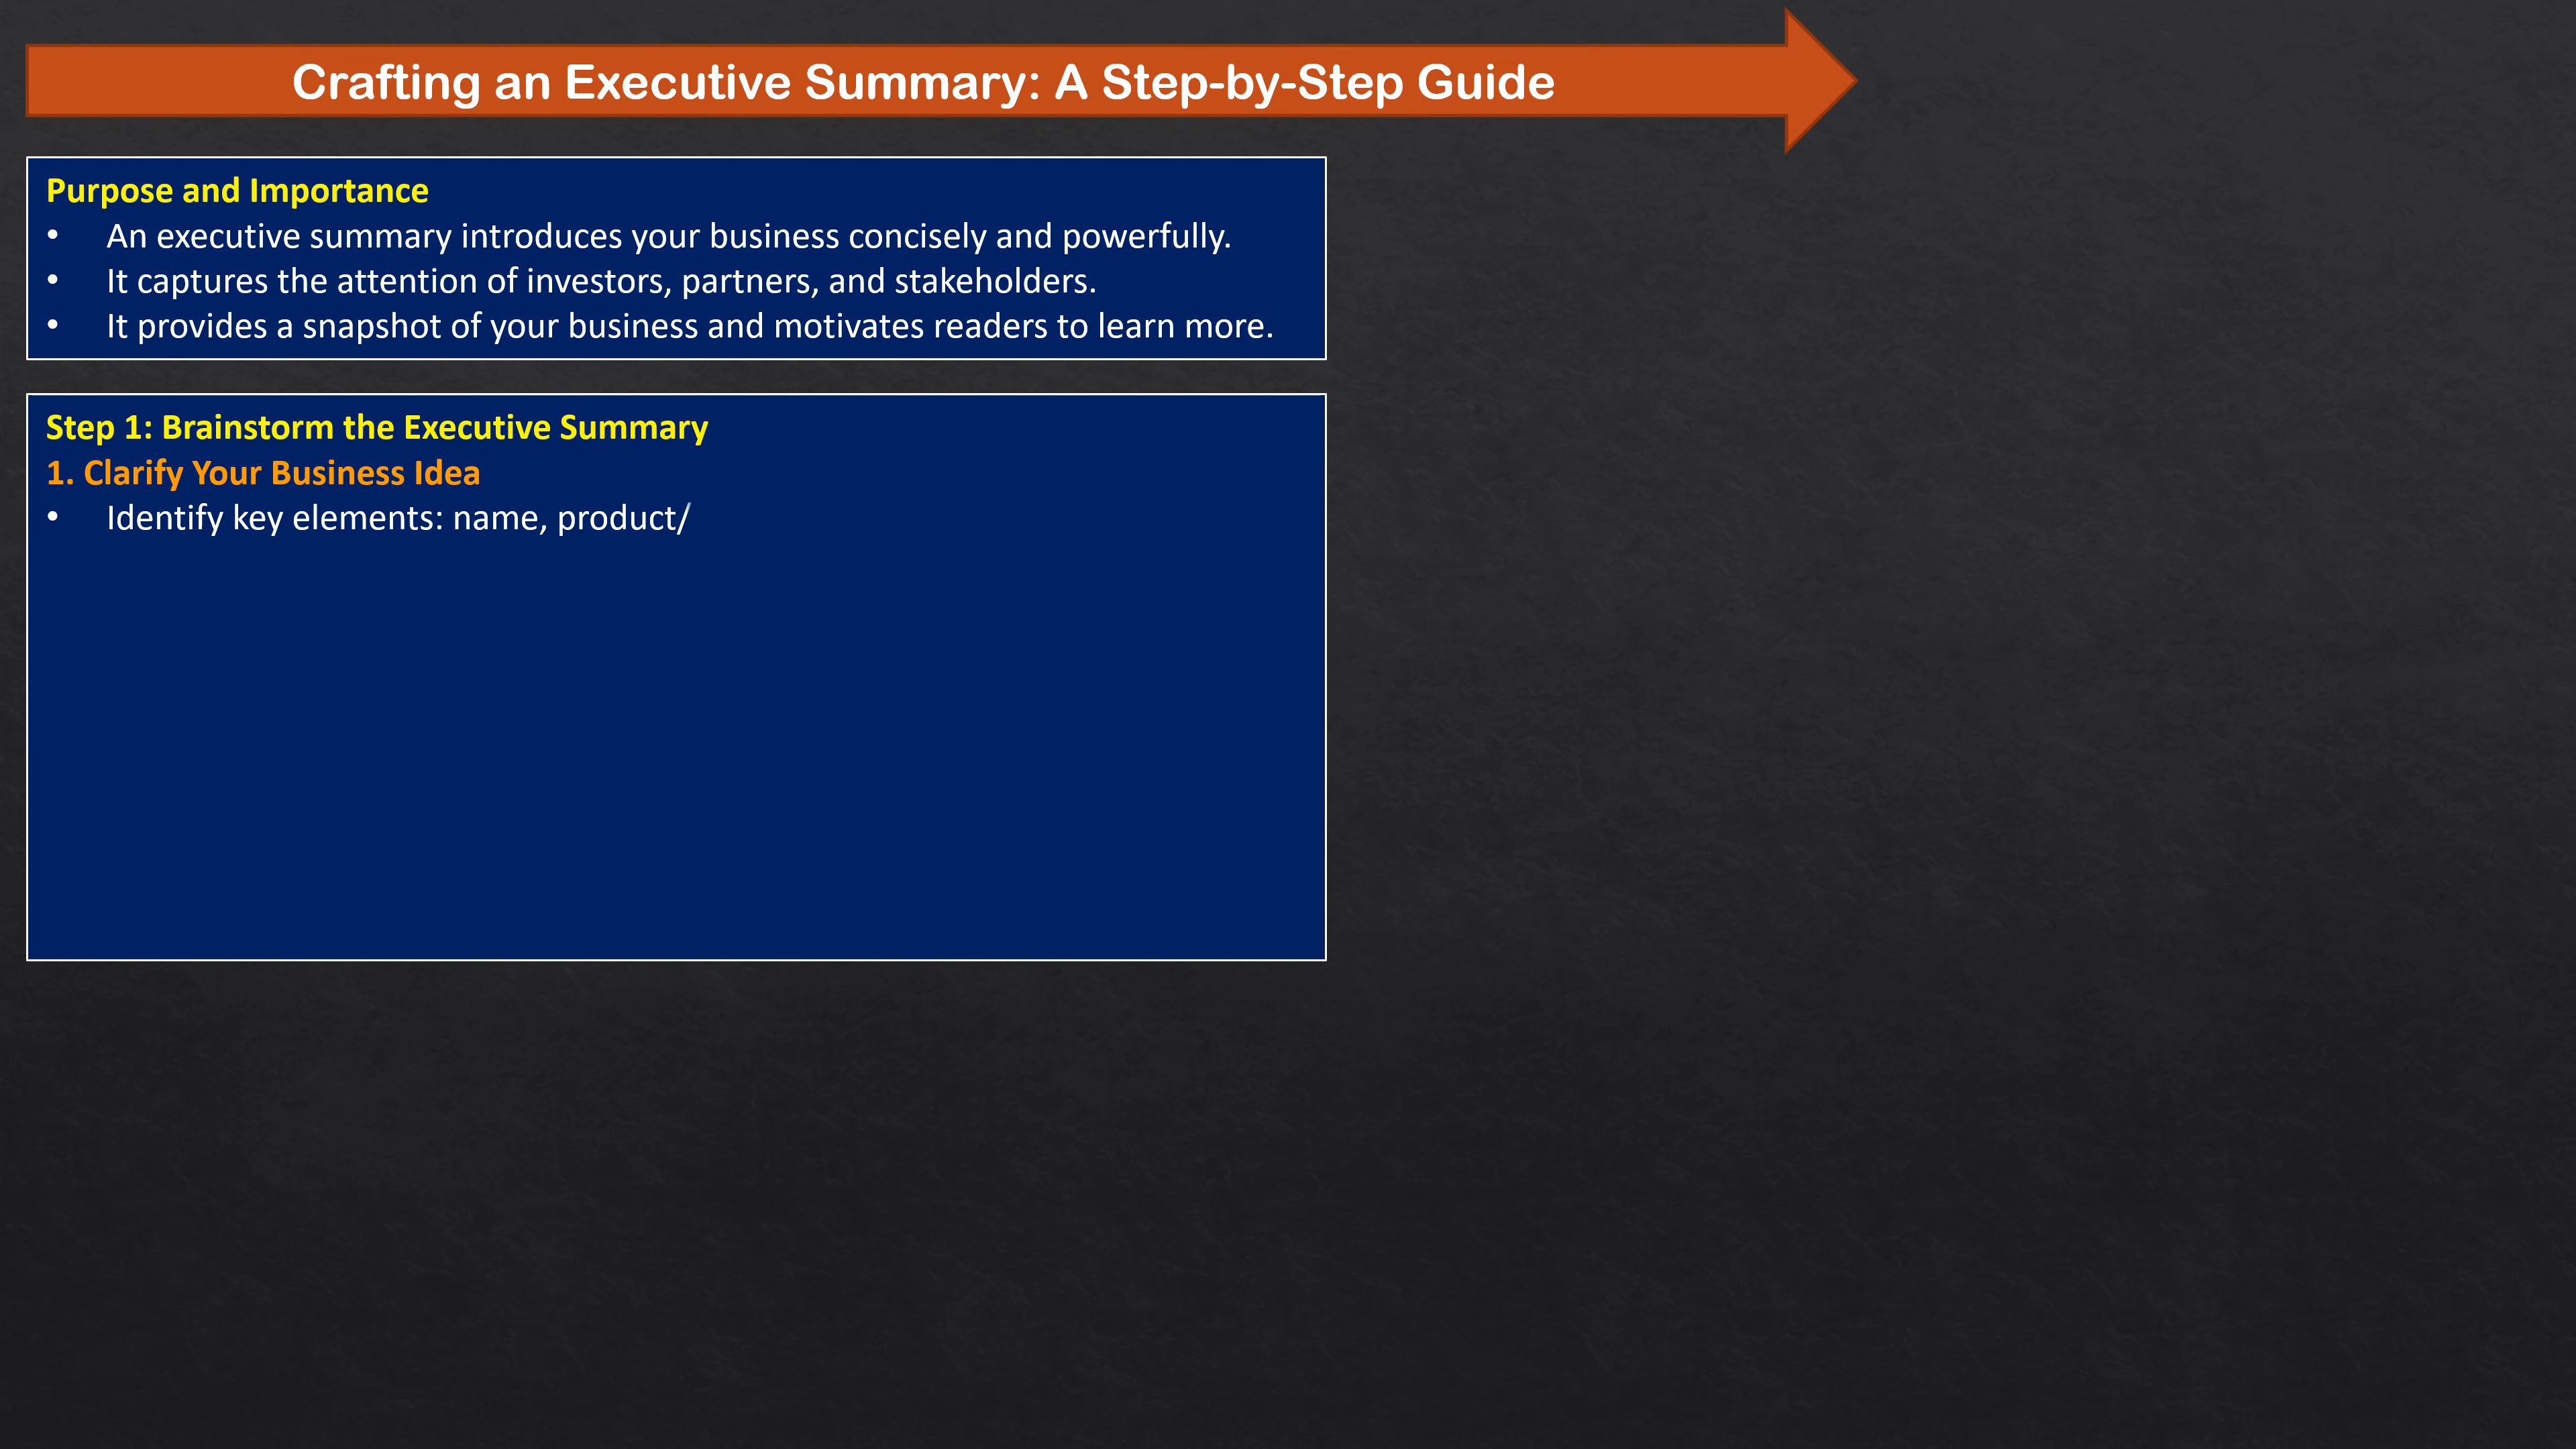 Crafting an Executive Summary: A Step-by-Step Guide
Purpose and Importance
• An executive summary introduces your business concisely and powerfully.
• It captures the attention of investors, partners, and stakeholders.
• It provides a snapshot of your business and motivates readers to learn more.
Step 1: Brainstorm the Executive Summary
1. Clarify Your Business Idea
• Identify key elements: name, product/